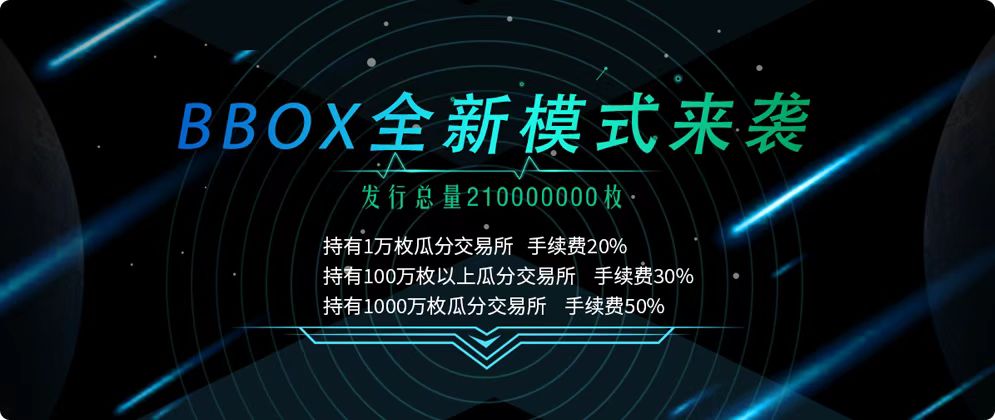 BBOX全新模式来袭
发行总量210000000枚
持有1万枚瓜分交易所 手续费20%
持有100万枚以上瓜分交易所 手续费30%
持有1000万枚瓜分交易所 手续费50%